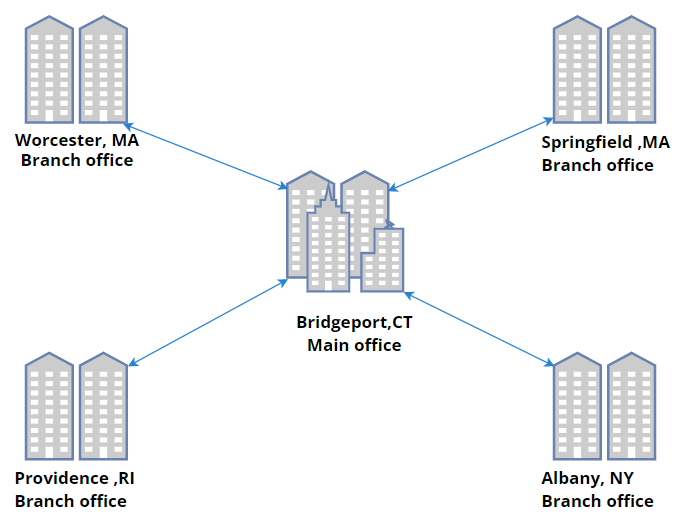 Worcester, MA
Branch office
Springfield ,MA
Branch office
Bridgeport,CT
Main office
Providence ,RI
Branch office
Albany, NY
Branch office